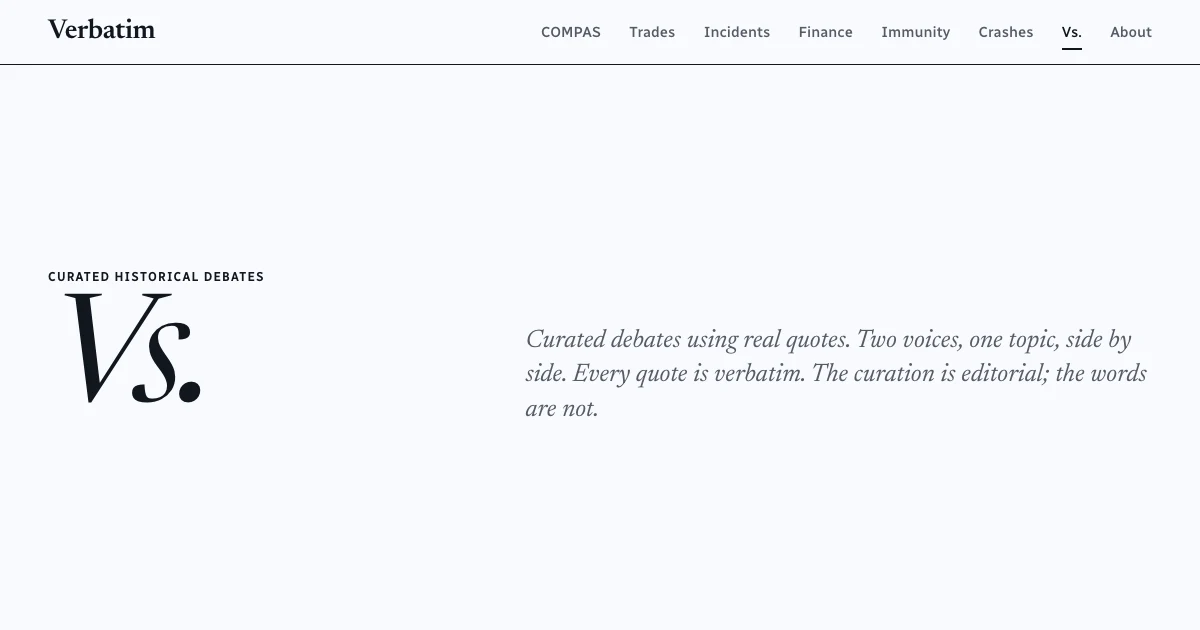 Verbatim
COMPAS Trades Incidents Finance Immunity Crashes Vs. About
CURATED HISTORICAL DEBATES
Vs.
Curated debates using real quotes. Two voices, one topic, side by
side. Every quote is verbatim. The curation is editorial; the words
are not.